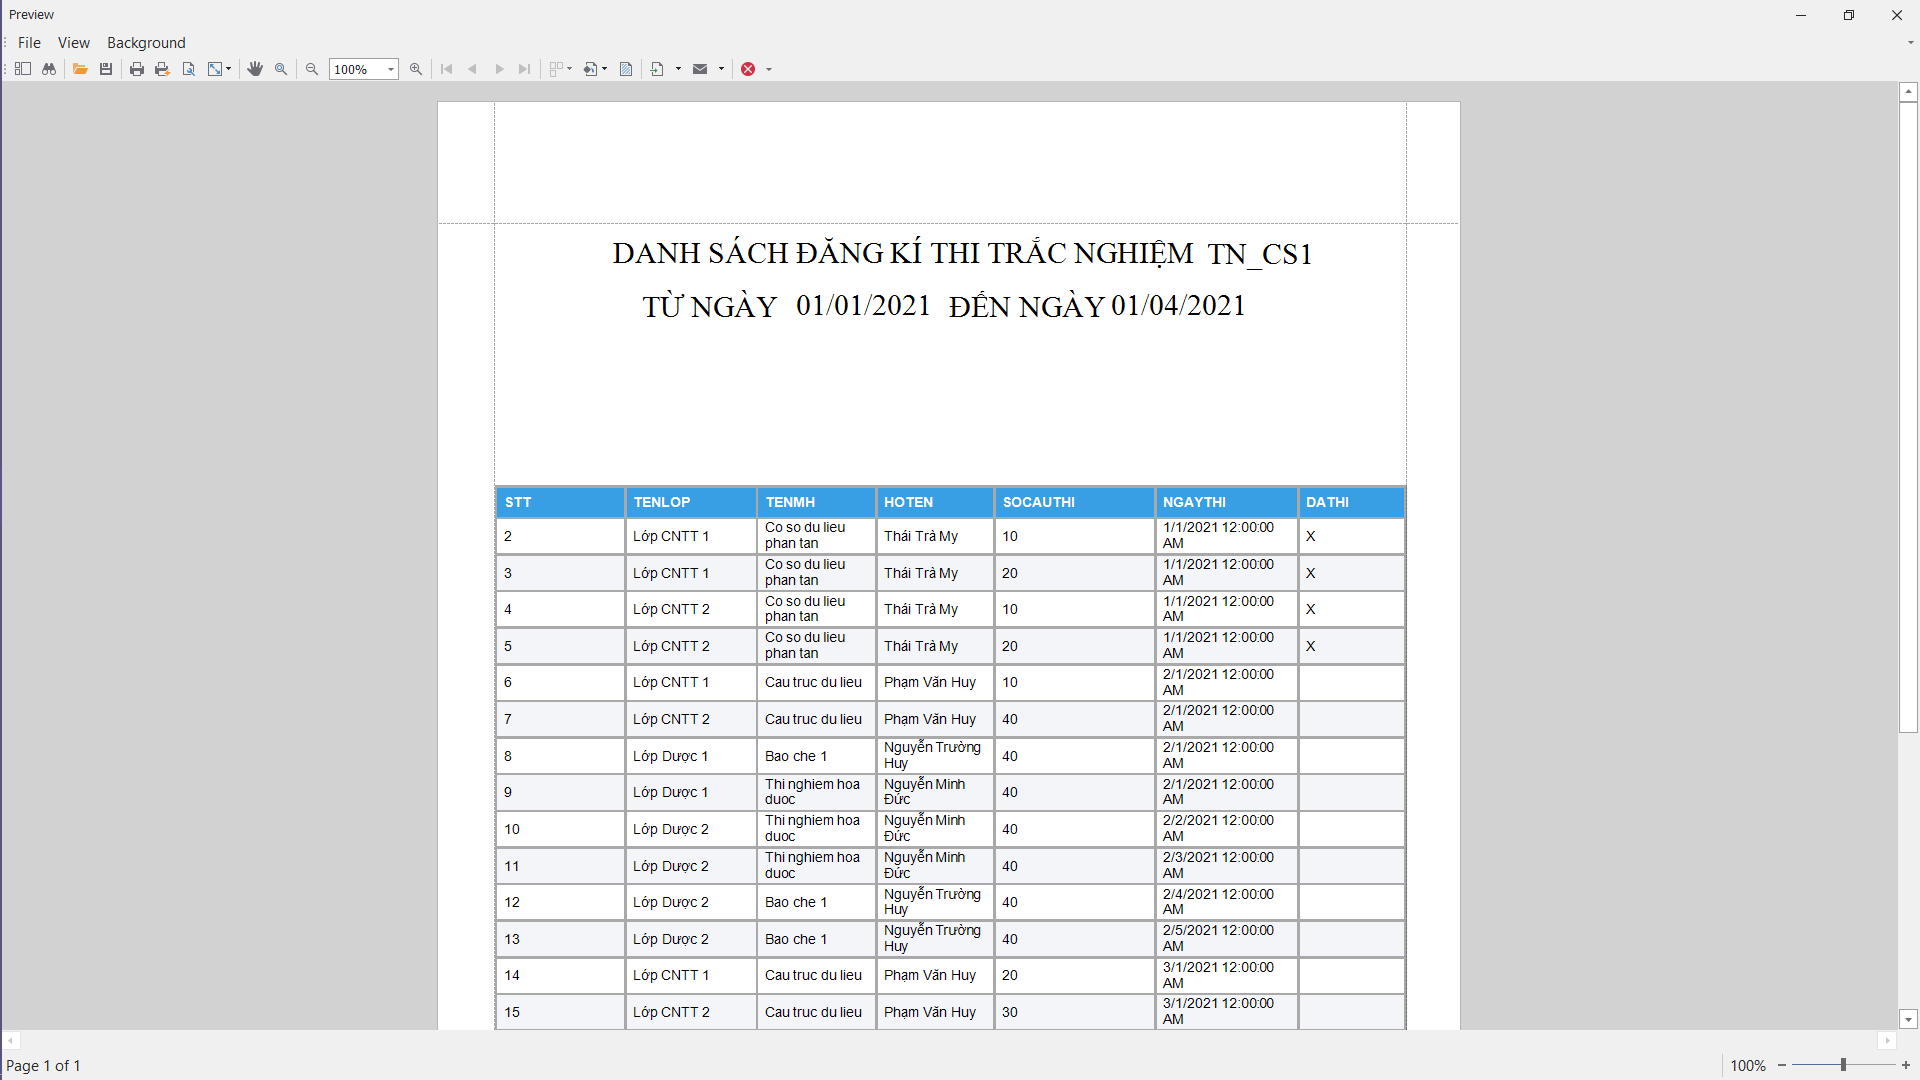 Preview
File View Background
100%
DANH SÁCH ĐĂNG KÍ THI TRẮC NGHIỆM TN_CS1
TỪ NGÀY 01/01/2021 ĐẾN NGÀY 01/04/2021
STT TENLOP TENMH HOTEN SOCAUTHI NGAYTHI DATHI
2 Lớp CNTT 1 Co so du lieu phan tan Thái Trà My 10 1/1/2021 12:00:00 AM X
3 Lớp CNTT 1 Co so du lieu phan tan Thái Trà My 20 1/1/2021 12:00:00 AM X
4 Lớp CNTT 2 Co so du lieu phan tan Thái Trà My 10 1/1/2021 12:00:00 AM X
5 Lớp CNTT 2 Co so du lieu phan tan Thái Trà My 20 1/1/2021 12:00:00 AM X
6 Lớp CNTT 1 Cau truc du lieu Phạm Văn Huy 10 2/1/2021 12:00:00 AM
7 Lớp CNTT 2 Cau truc du lieu Phạm Văn Huy 40 2/1/2021 12:00:00 AM
8 Lớp Dược 1 Bao che 1 Nguyễn Trường Huy 40 2/1/2021 12:00:00 AM
9 Lớp Dược 1 Thi nghiem hoa duoc Nguyễn Minh Đức 40 2/1/2021 12:00:00 AM
10 Lớp Dược 2 Thi nghiem hoa duoc Nguyễn Minh Đức 40 2/2/2021 12:00:00 AM
11 Lớp Dược 2 Thi nghiem hoa duoc Nguyễn Minh Đức 40 2/3/2021 12:00:00 AM
12 Lớp Dược 2 Bao che 1 Nguyễn Trường Huy 40 2/4/2021 12:00:00 AM
13 Lớp Dược 2 Bao che 1 Nguyễn Trường Huy 40 2/5/2021 12:00:00 AM
14 Lớp CNTT 1 Cau truc du lieu Phạm Văn Huy 20 3/1/2021 12:00:00 AM
15 Lớp CNTT 2 Cau truc du lieu Phạm Văn Huy 30 3/1/2021 12:00:00 AM
Page 1 of 1
100%